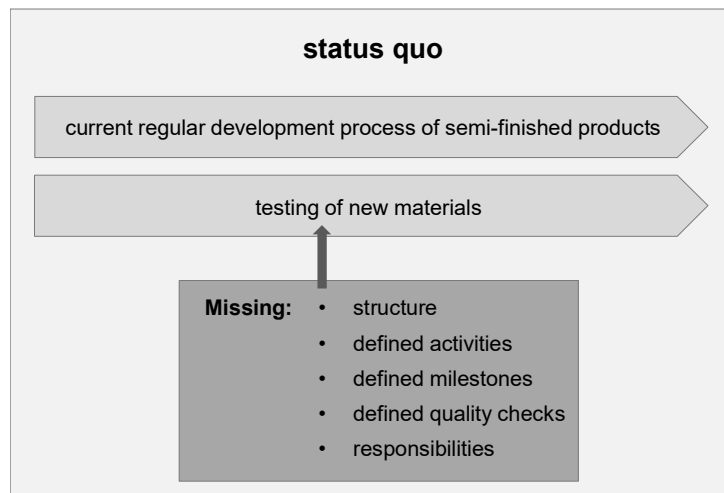 status quo
current regular development process of semi-finished products
testing of new materials
Missing: • structure
• defined activities
• defined milestones
• defined quality checks
• responsibilities